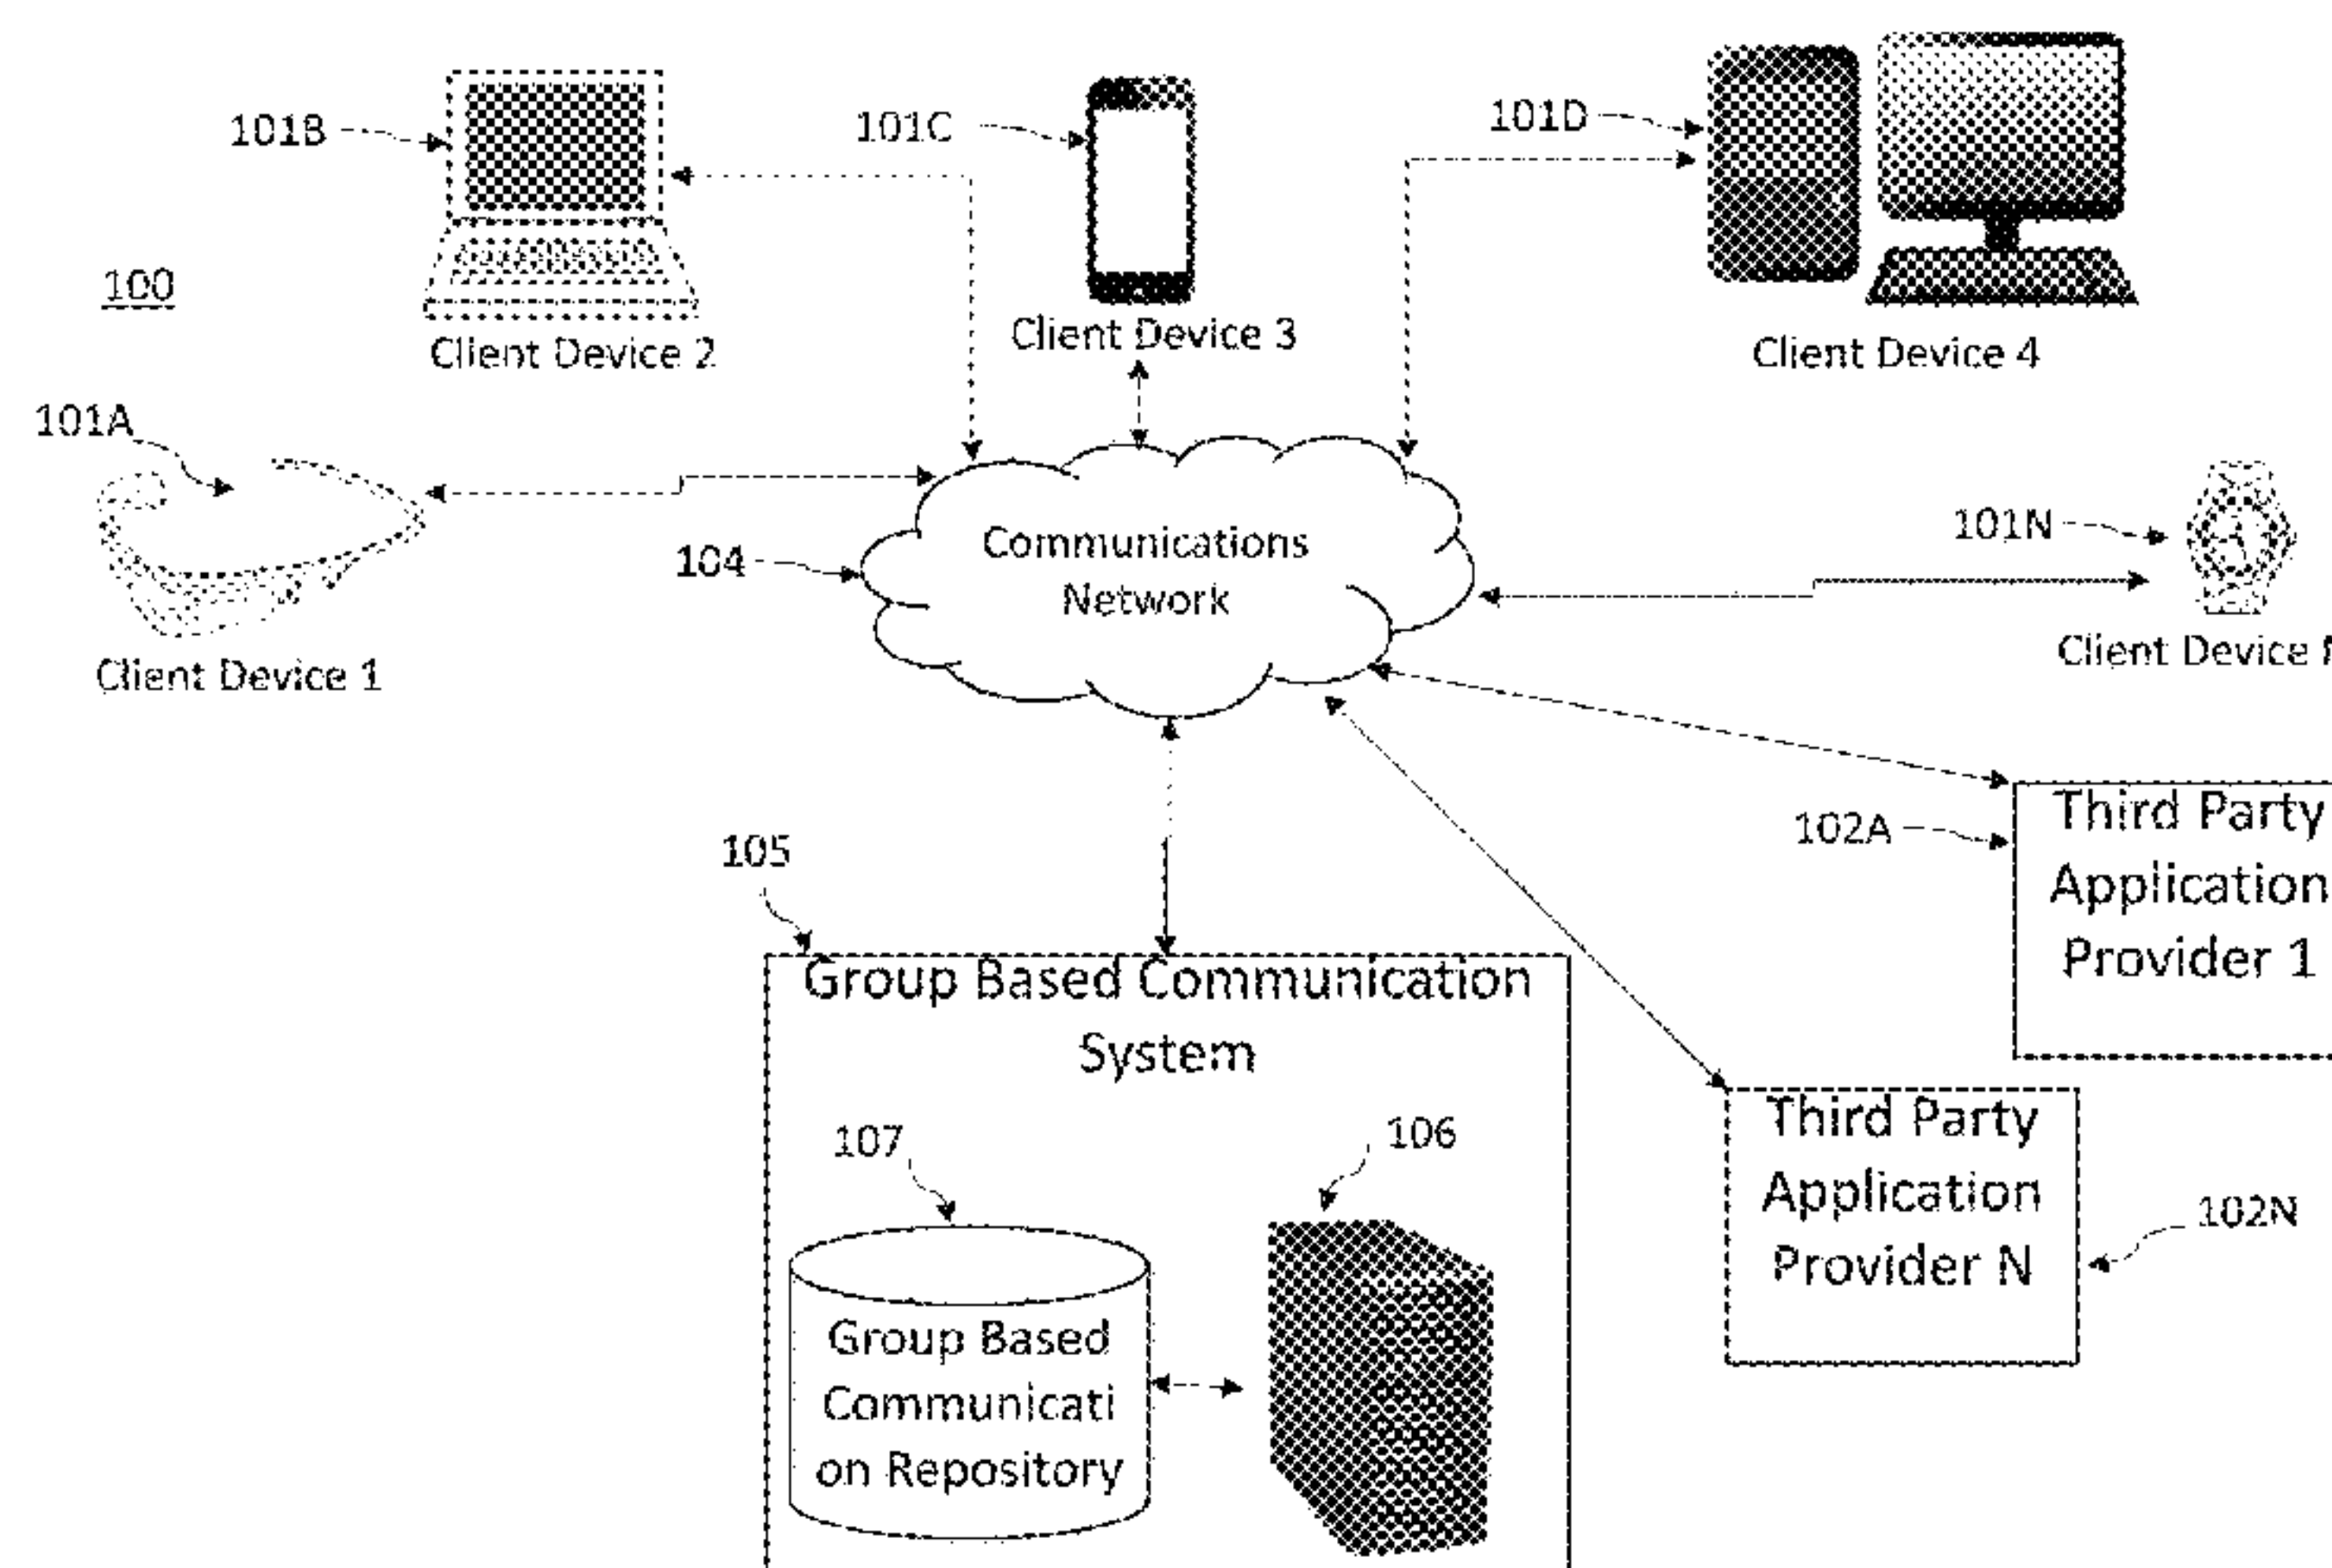 101B
101C
101D
100
Client Device 2
Client Device 3
Client Device 4
101A
Communications
Network
101N
104
Client Device 1
Client Device
105
102A
Third Party
Application
Provider 1
Group Based Communication
System
107
106
Third Party
Application
Provider N
102N
Group Based
Communicati
on Repository